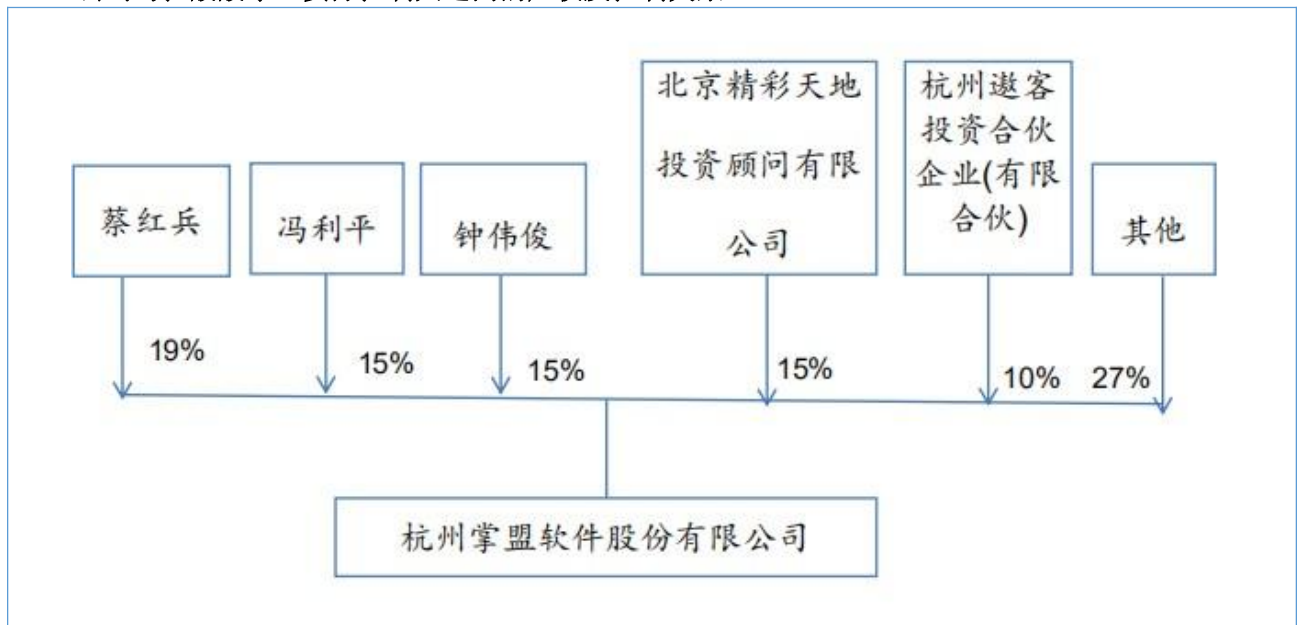 蔡红兵
冯利平
钟伟俊
北京精彩天地
投资顾问有限
公司
杭州遨客
投资合伙
企业(有限
合伙)
其他
19%
15%
15%
15%
10%
27%
杭州掌盟软件股份有限公司